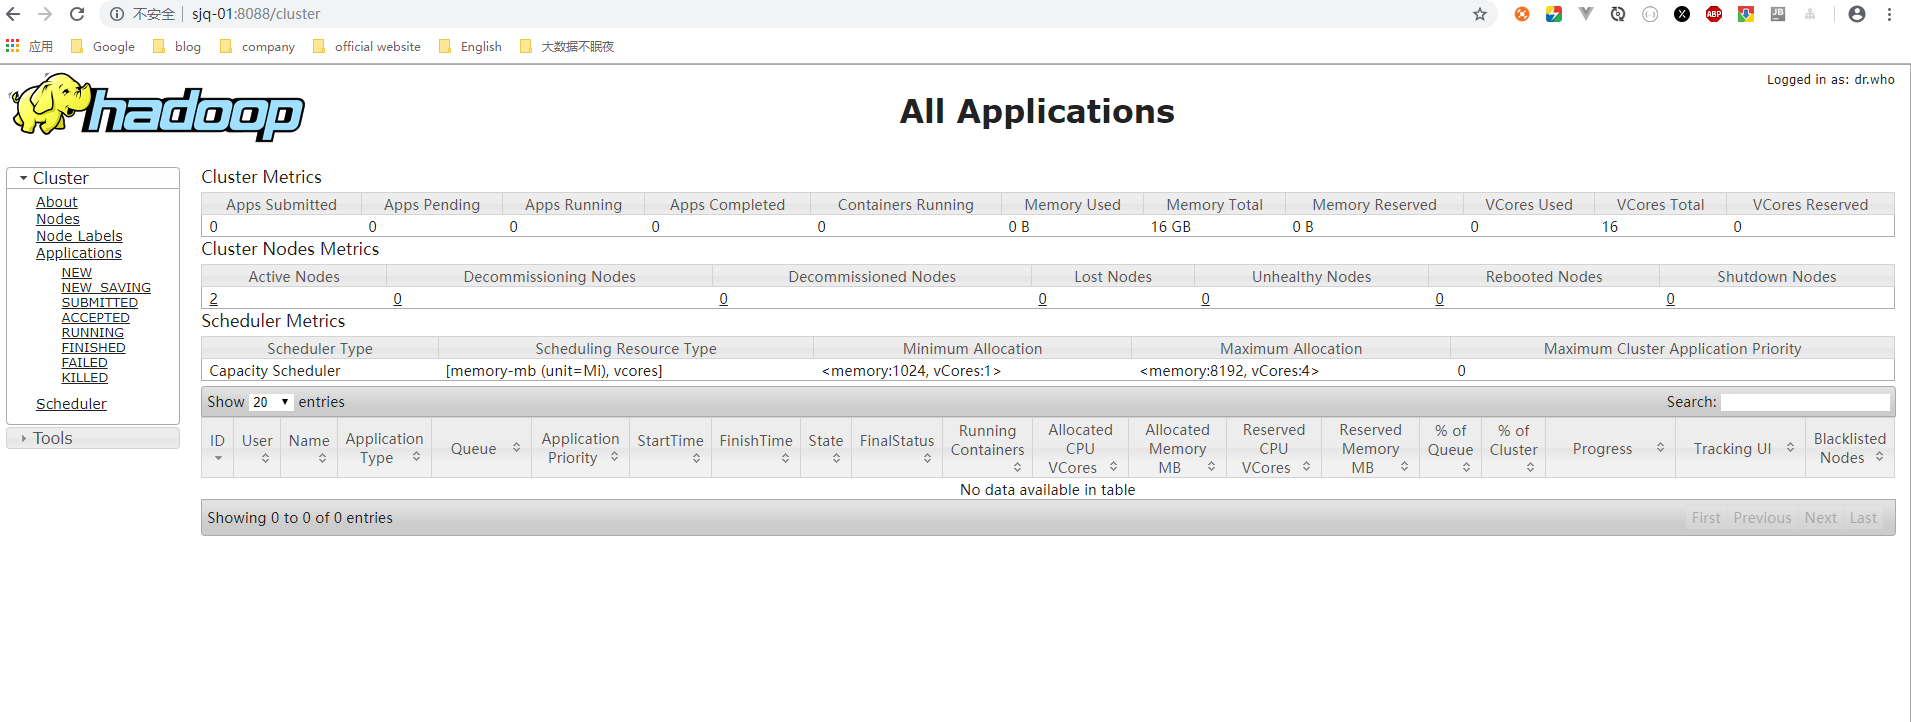 不安全 | sjq-01:8088/cluster
应用 Google blog company official website English 大数据不眠夜
Logged in as: dr.who
hadoop
All Applications
Cluster
About
Nodes
Node Labels
Applications
NEW
NEW_SAVING
SUBMITTED
ACCEPTED
RUNNING
FINISHED
FAILED
KILLED
Scheduler
Tools
Cluster Metrics
Apps Submitted Apps Pending Apps Running Apps Completed Containers Running Memory Used Memory Total Memory Reserved VCores Used VCores Total VCores Reserved
0 0 0 0 0 0 B 16 GB 0 B 0 16 0
Cluster Nodes Metrics
Active Nodes Decommissioning Nodes Decommissioned Nodes Lost Nodes Unhealthy Nodes Rebooted Nodes Shutdown Nodes
2 0 0 0 0 0 0
Scheduler Metrics
Scheduler Type Scheduling Resource Type Minimum Allocation Maximum Allocation Maximum Cluster Application Priority
Capacity Scheduler [memory-mb (unit=Mi), vcores] <memory:1024, vCores:1> <memory:8192, vCores:4> 0
Show 20 entries Search:
ID User Name Application Type Queue Application Priority StartTime FinishTime State FinalStatus Running Containers Allocated CPU VCores Allocated Memory MB Reserved CPU VCores Reserved Memory MB % of Queue % of Cluster Progress Tracking UI Blacklisted Nodes
No data available in table
Showing 0 to 0 of 0 entries First Previous Next Last